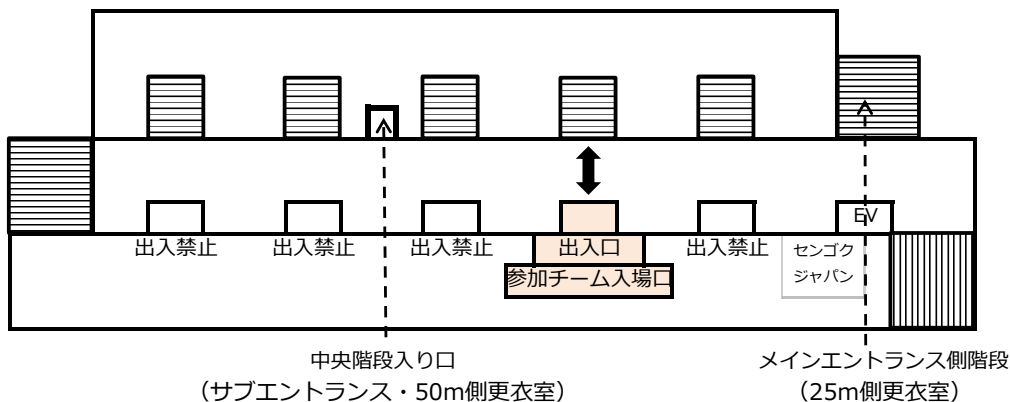 EV
出入禁止
出入禁止
出入禁止
出入口
出入禁止
センゴク
ジャパン
参加チーム入場口
中央階段入り口
（サブエントランス・50m側更衣室）
メインエントランス側階段
（25m側更衣室）